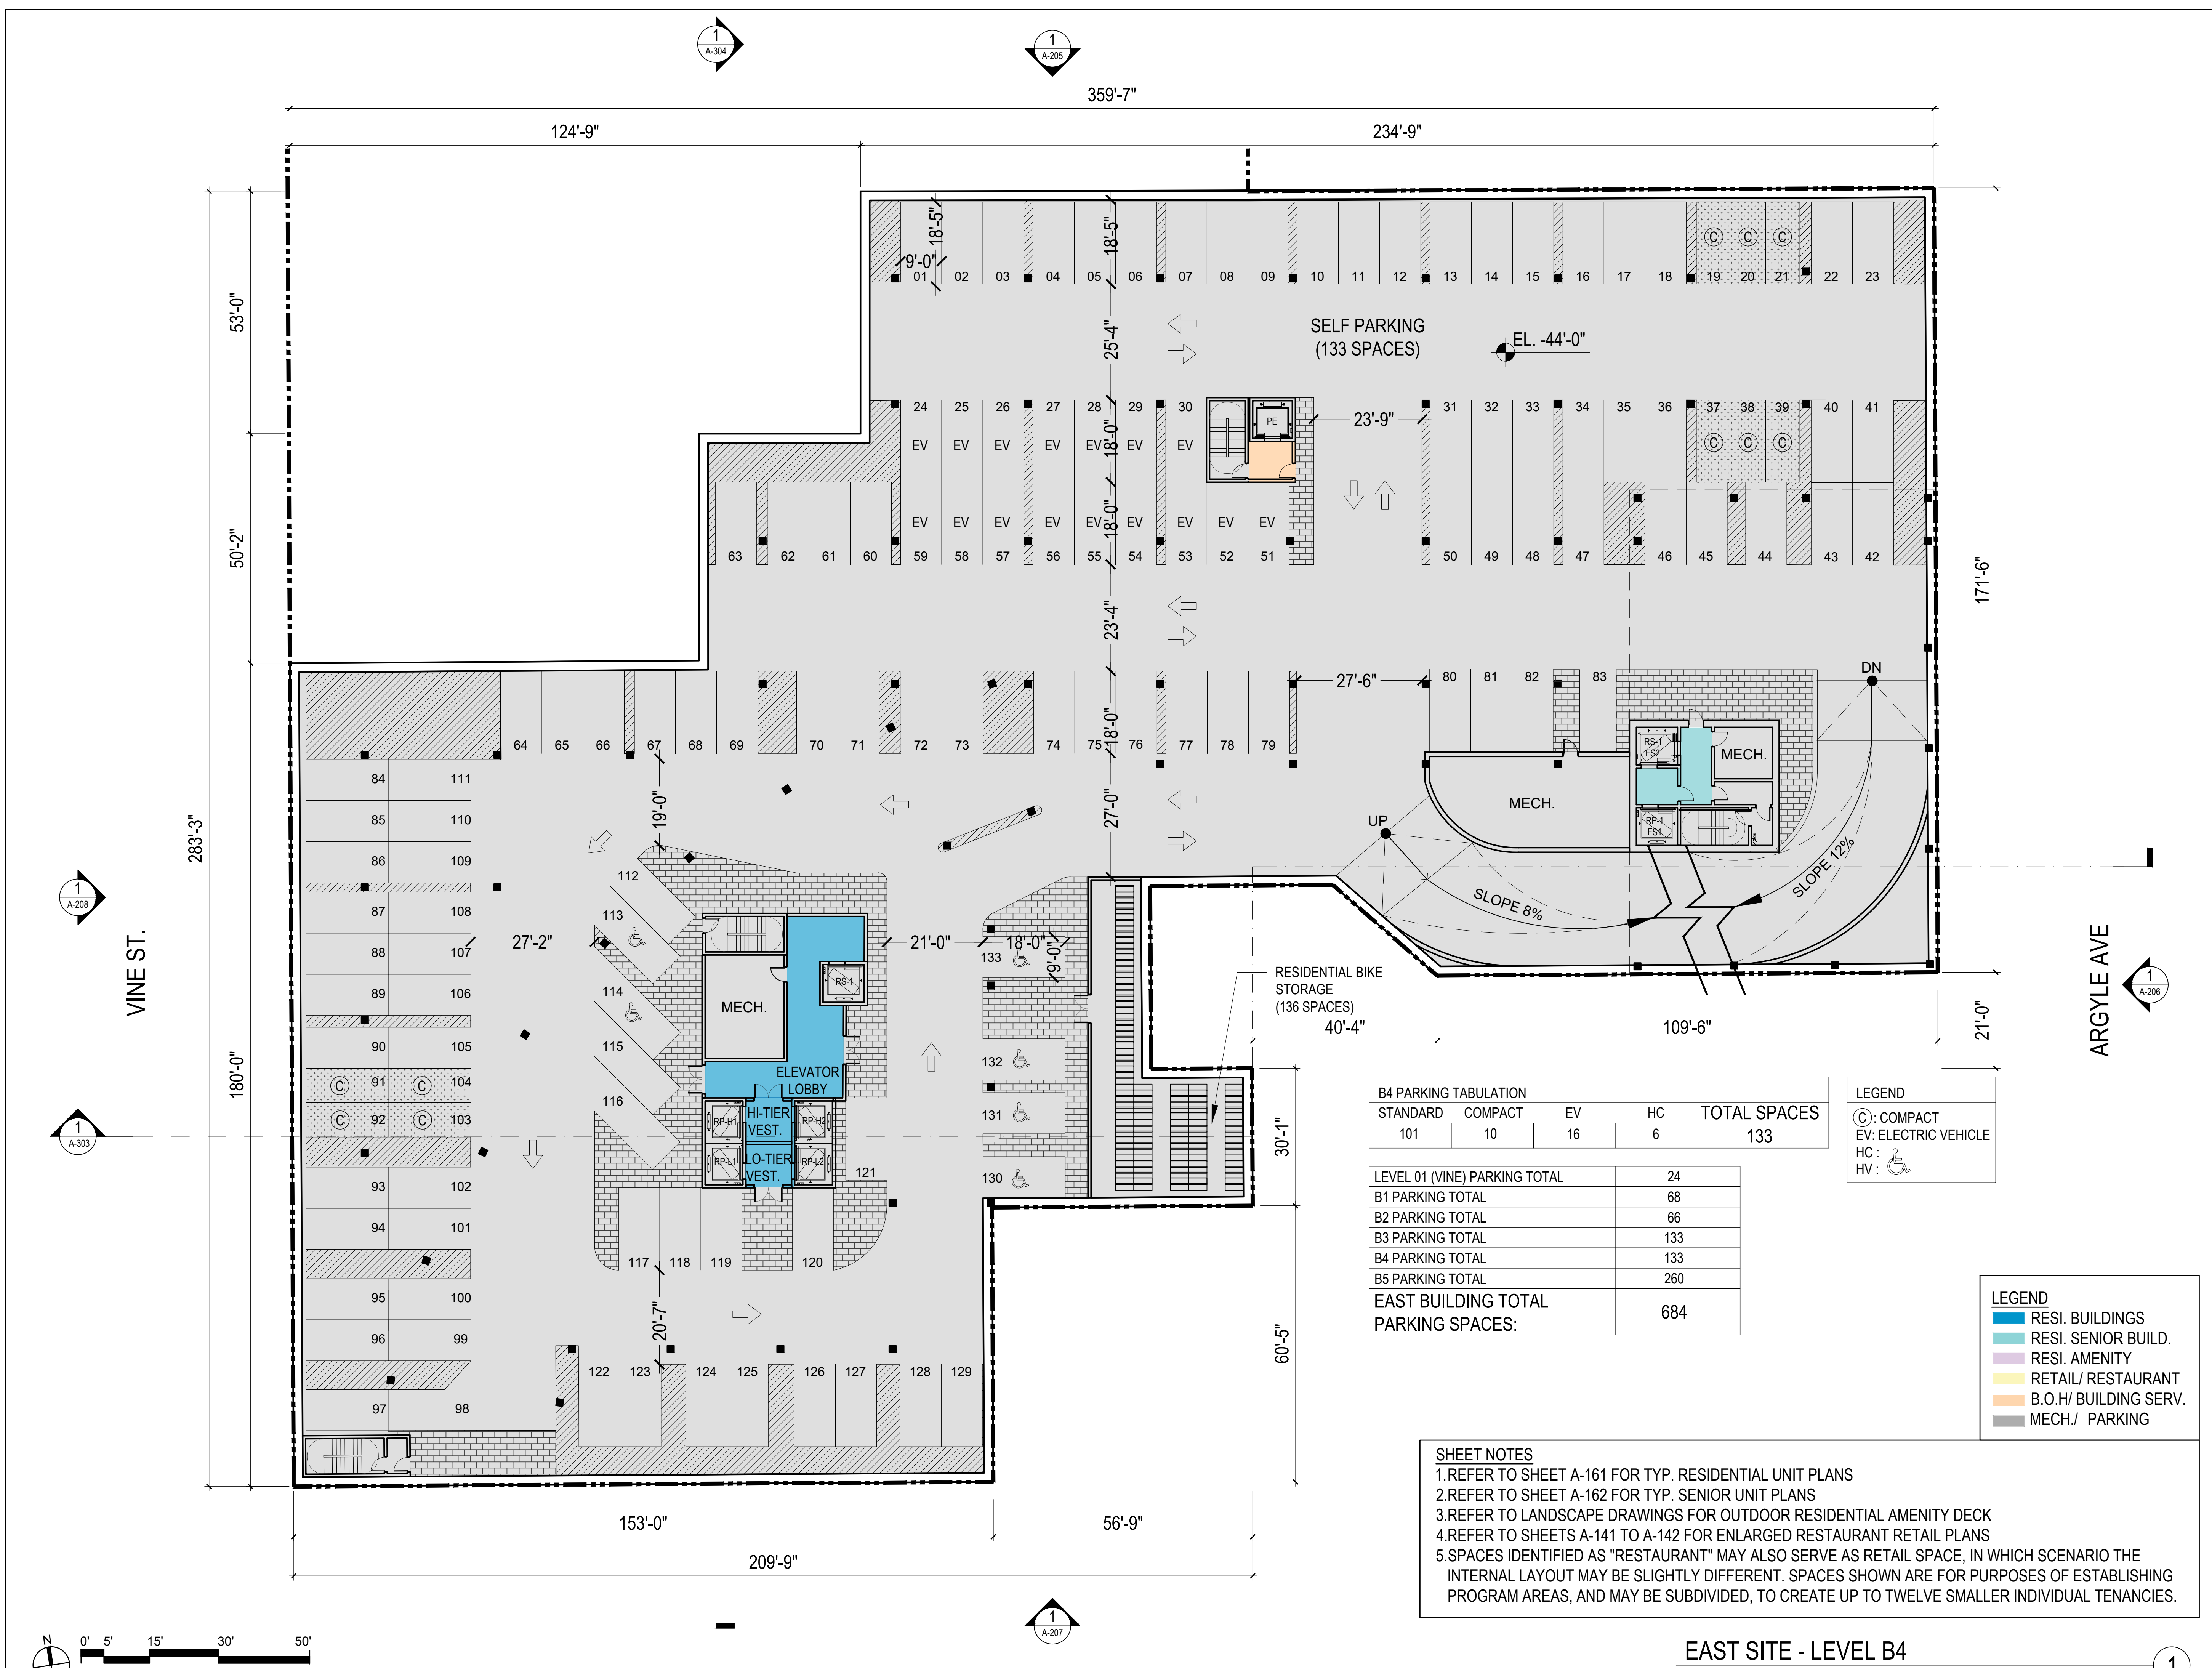 1
A-304
1
A-205
359'-7"
124'-9"
234'-9"
18'-5"
18'-5"
9'-0"
01 02 03 04 05 06 07 08 09 10 11 12 13 14 15 16 17 18 19 20 21 22 23
C C C
53'-0"
25'-4"
SELF PARKING
(133 SPACES)
EL. -44'-0"
24 25 26 27 28 29 30 31 32 33 34 35 36 37 38 39 40 41
EV EV EV EV EV EV EV
PE
23'-9"
C C C
18'-0"
18'-0"
EV EV EV EV EV EV EV EV EV
63 62 61 60 59 58 57 56 55 54 53 52 51 50 49 48 47 46 45 44 43 42
50'-2"
171'-6"
23'-4"
DN
27'-6"
80 81 82 83
18'-0"
64 65 66 67 68 69 70 71 72 73 74 75 76 77 78 79
RS-1
FS2
MECH.
84 111
MECH.
19'-0"
27'-0"
UP
RP-1
FS1
85 110
283'-3"
86 109
SLOPE 12%
112
SLOPE 8%
1
A-208
87 108
113
27'-2"
21'-0"
18'-0"
9'-0"
VINE ST.
88 107
133
RESIDENTIAL BIKE
STORAGE
(136 SPACES)
ARGYLE AVE
1
A-206
89 106
114
MECH.
RS-1
40'-4"
109'-6"
21'-0"
90 105
115
132
180'-0"
C 91 C 104
ELEVATOR
LOBBY
116
C 92 C 103
HI-TIER
VEST.
RP-H1
RP-H2
131
1
A-303
LO-TIER
VEST.
RP-L1
RP-L2
30'-1"
93 102
121
130
94 101
117 118 119 120
95 100
20'-7"
96 99
60'-5"
122 123 124 125 126 127 128 129
97 98
B4 PARKING TABULATION
STANDARD COMPACT EV HC TOTAL SPACES
101 10 16 6 133
LEGEND
C : COMPACT
EV: ELECTRIC VEHICLE
HC :
HV :
LEVEL 01 (VINE) PARKING TOTAL 24
B1 PARKING TOTAL 68
B2 PARKING TOTAL 66
B3 PARKING TOTAL 133
B4 PARKING TOTAL 133
B5 PARKING TOTAL 260
EAST BUILDING TOTAL
PARKING SPACES: 684
LEGEND
RESI. BUILDINGS
RESI. SENIOR BUILD.
RESI. AMENITY
RETAIL/ RESTAURANT
B.O.H/ BUILDING SERV.
MECH./ PARKING
SHEET NOTES
1.REFER TO SHEET A-161 FOR TYP. RESIDENTIAL UNIT PLANS
2.REFER TO SHEET A-162 FOR TYP. SENIOR UNIT PLANS
3.REFER TO LANDSCAPE DRAWINGS FOR OUTDOOR RESIDENTIAL AMENITY DECK
4.REFER TO SHEETS A-141 TO A-142 FOR ENLARGED RESTAURANT RETAIL PLANS
5.SPACES IDENTIFIED AS "RESTAURANT" MAY ALSO SERVE AS RETAIL SPACE, IN WHICH SCENARIO THE
INTERNAL LAYOUT MAY BE SLIGHTLY DIFFERENT. SPACES SHOWN ARE FOR PURPOSES OF ESTABLISHING
PROGRAM AREAS, AND MAY BE SUBDIVIDED, TO CREATE UP TO TWELVE SMALLER INDIVIDUAL TENANCIES.
153'-0"
56'-9"
209'-9"
1
A-207
N
0' 5' 15' 30' 50'
EAST SITE - LEVEL B4
1